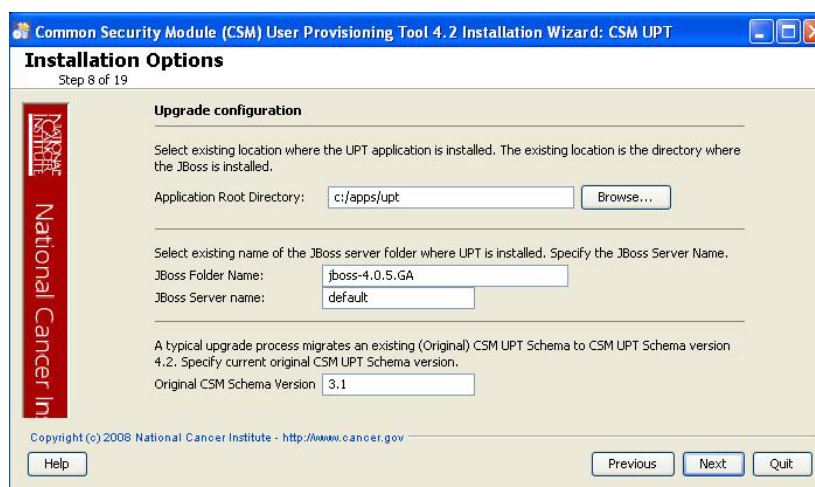 Common Security Module (CSM) User Provisioning Tool 4.2 Installation Wizard: CSM UPT
Installation Options
Step 8 of 19
NATIONAL
CANCER
INSTITUTE
National Cancer In
Upgrade configuration
Select existing location where the UPT application is installed. The existing location is the directory where
the JBoss is installed.
Application Root Directory: c:/apps/upt Browse...
Select existing name of the JBoss server folder where UPT is installed. Specify the JBoss Server Name.
JBoss Folder Name: jboss-4.0.5.GA
JBoss Server name: default
A typical upgrade process migrates an existing (Original) CSM UPT Schema to CSM UPT Schema version
4.2. Specify current original CSM UPT Schema version.
Original CSM Schema Version 3.1
Copyright (c) 2008 National Cancer Institute - http://www.cancer.gov
Help Previous Next Quit